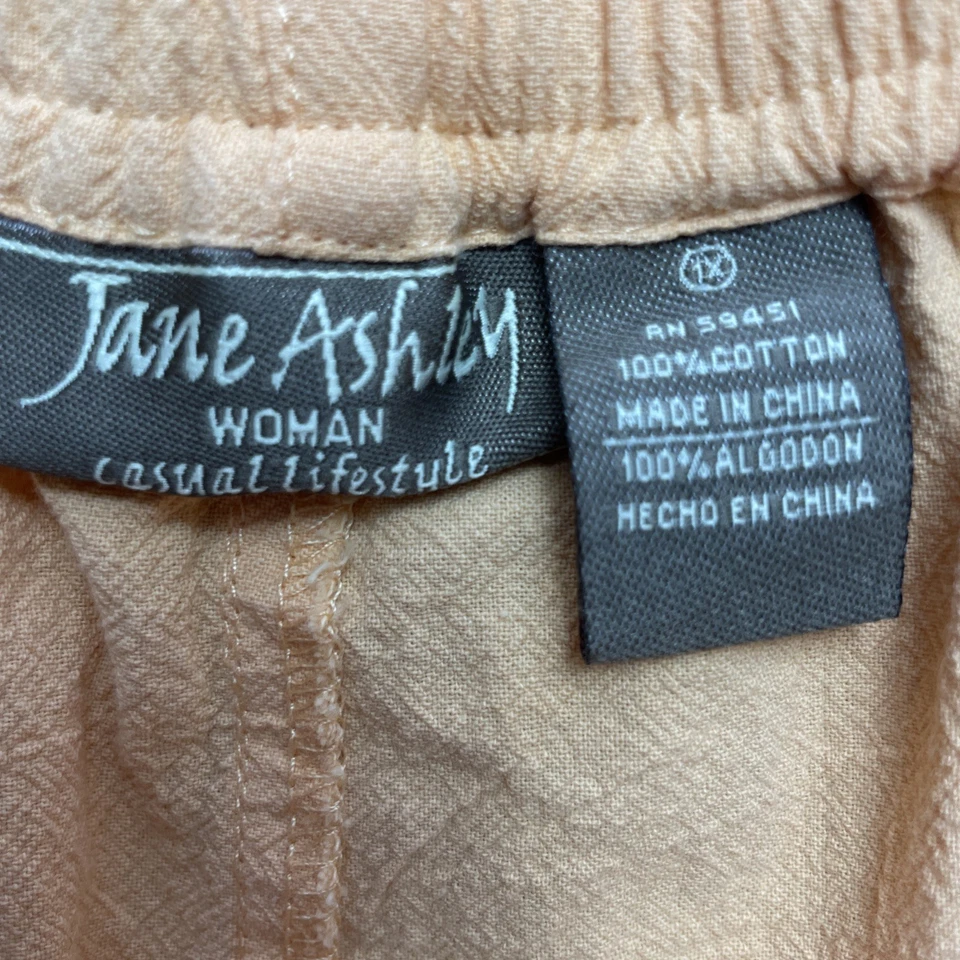 Jane Ashley
WOMAN
casual lifestyle
1X
RN 59451
100% COTTON
MADE IN CHINA
100% ALGODON
HECHO EN CHINA